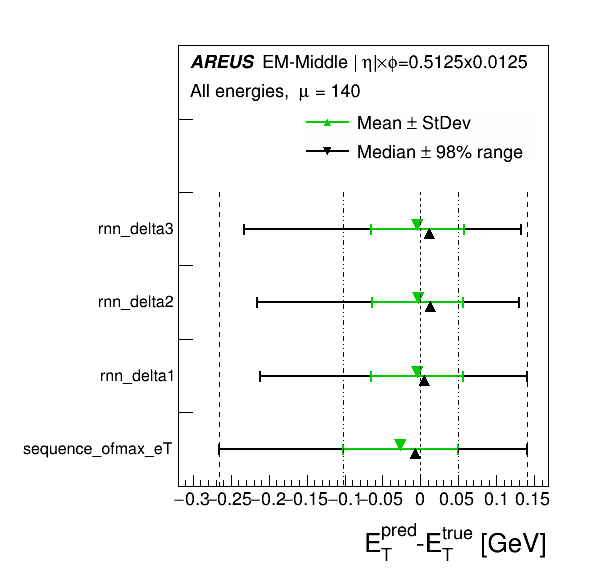 AREUS EM-Middle | η|×ϕ=0.5125x0.0125
All energies, μ = 140
Mean ± StDev
Median ± 98% range
rnn_delta3
rnn_delta2
rnn_delta1
sequence_ofmax_eT
−0.3 −0.25 −0.2 −0.15 −0.1 −0.05 0 0.05 0.1 0.15
E_T^pred-E_T^true [GeV]